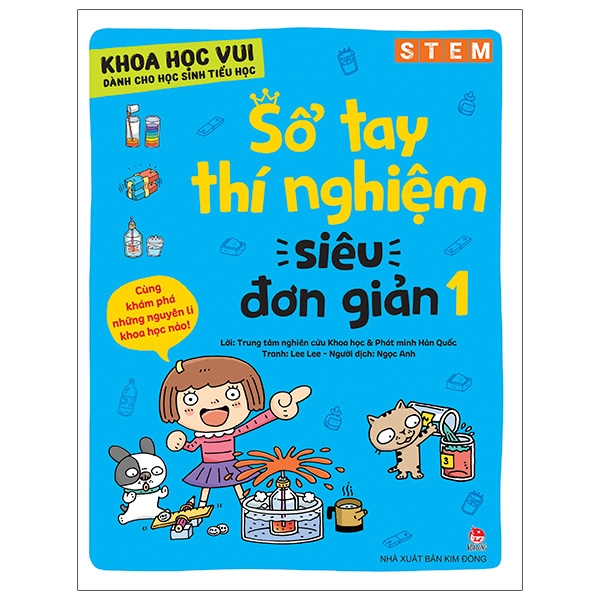 KHOA HỌC VUI
DÀNH CHO HỌC SINH TIỂU HỌC
STEM
Sổ tay
thí nghiệm
siêu
đơn giản 1
Cùng
khám phá
những nguyên lí
khoa học nào!
Lời: Trung tâm nghiên cứu Khoa học & Phát minh Hàn Quốc
Tranh: Lee Lee - Người dịch: Ngọc Anh
3
NHÀ XUẤT BẢN KIM ĐỒNG